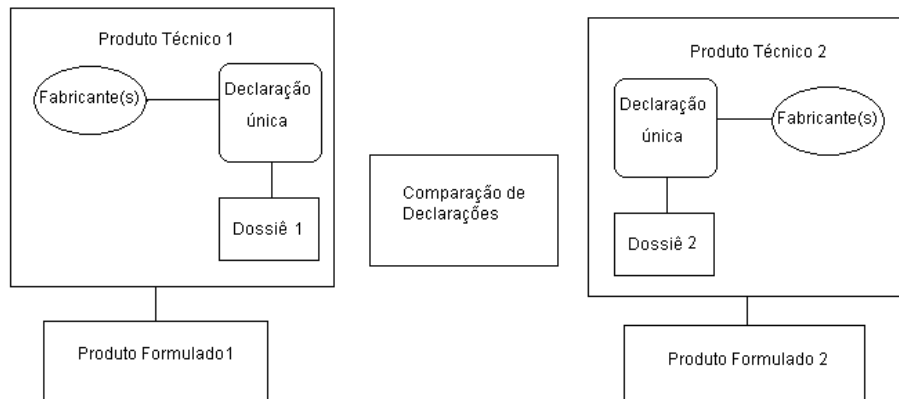 Produto Técnico 1
Fabricante(s)
Declaração
única
Dossiê 1
Produto Formulado1
Comparação de
Declarações
Produto Técnico 2
Declaração
única
Fabricante(s)
Dossiê 2
Produto Formulado 2